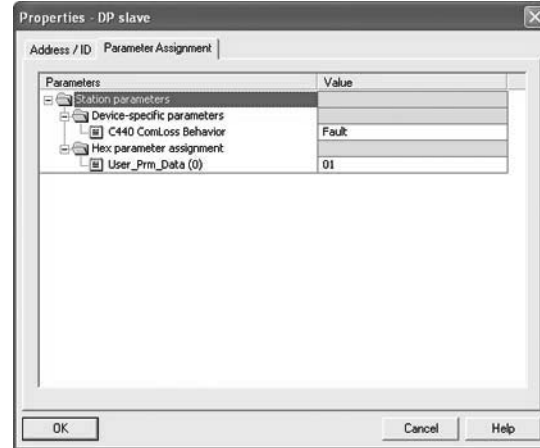 Properties - DP slave
Address / ID Parameter Assignment
Parameters Value
Station parameters
Device-specific parameters
C440 ComLoss Behavior Fault
Hex parameter assignment
User_Prm_Data (0) 01
OK Cancel Help